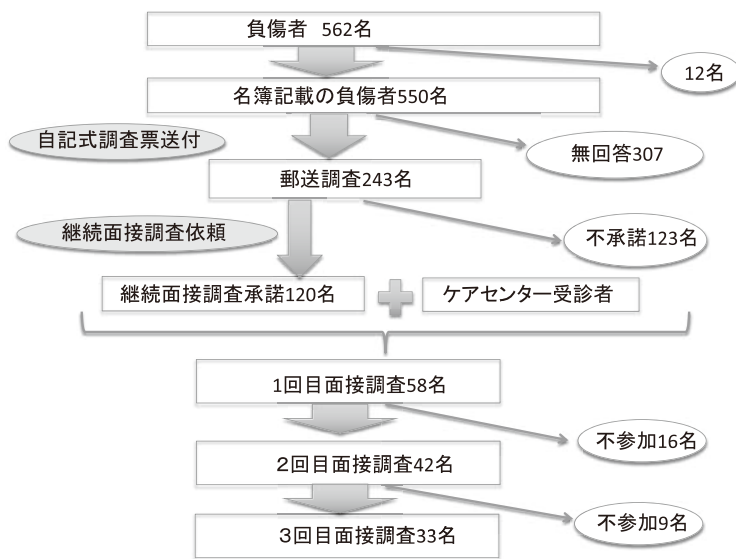 負傷者 562名
12名
名簿記載の負傷者550名
自記式調査票送付
無回答307
郵送調査243名
継続面接調査依頼
不承諾123名
継続面接調査承諾120名
ケアセンター受診者
1回目面接調査58名
不参加16名
２回目面接調査42名
不参加9名
３回目面接調査33名